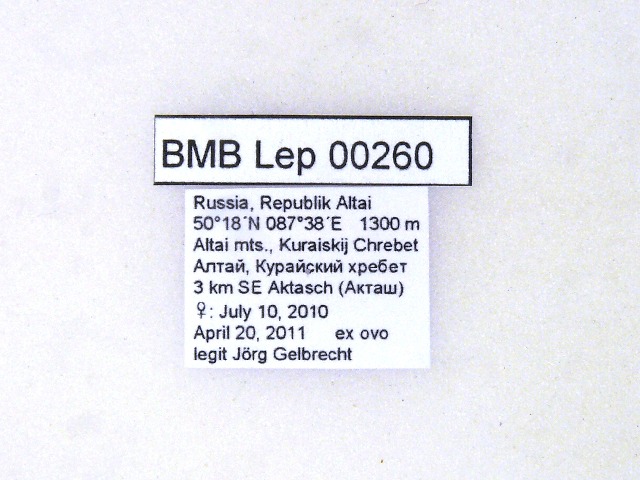 BMB Lep 00260
Russia, Republik Altai
50°18´N 087°38´E 1300 m
Altai mts., Kuraiskij Chrebet
Алтай, Курайский хребет
3 km SE Aktasch (Акташ)
♀: July 10, 2010
April 20, 2011 ex ovo
legit Jörg Gelbrecht